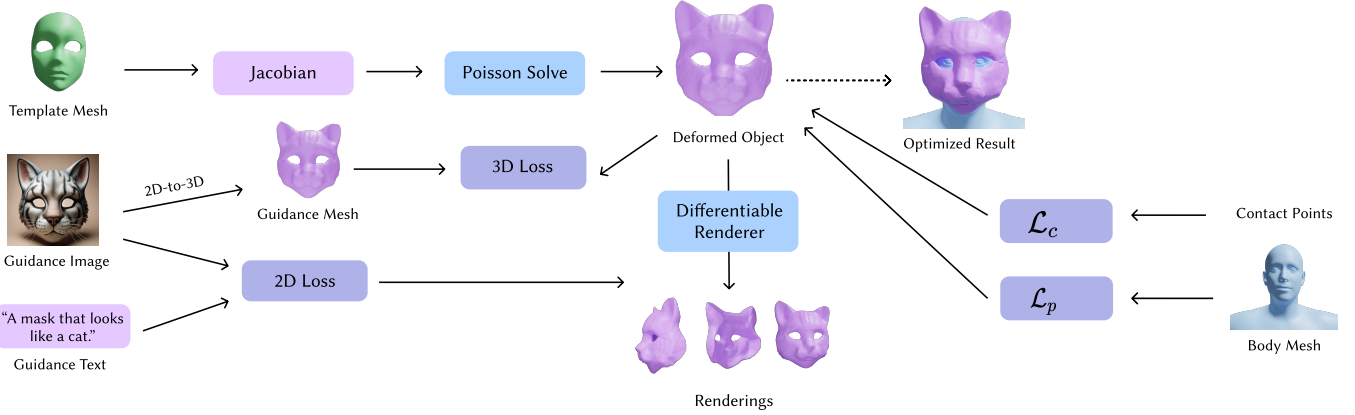 Template Mesh
Jacobian
Poisson Solve
Deformed Object
Optimized Result
2D-to-3D
Guidance Mesh
3D Loss
Guidance Image
Differentiable
Renderer
2D Loss
"A mask that looks
like a cat."
Guidance Text
Renderings
ℒc
Contact Points
ℒp
Body Mesh